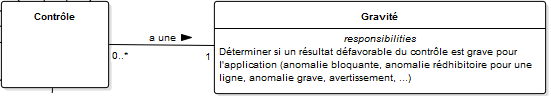 Contrôle
Gravité
a une
0..*
1
responsibilities
Déterminer si un résultat défavorable du contrôle est grave pour
l'application (anomalie bloquante, anomalie rédhibitoire pour une
ligne, anomalie grave, avertissement, ...)